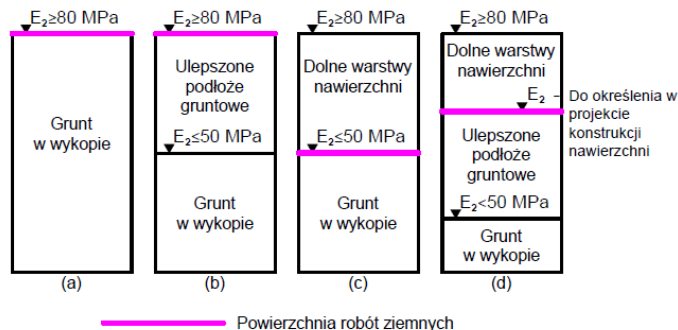 E₂≥80 MPa
Grunt
w wykopie
(a)
E₂≥80 MPa
Ulepszone
podłoże
gruntowe
E₂≤50 MPa
Grunt
w wykopie
(b)
E₂≥80 MPa
Dolne warstwy
nawierzchni
E₂≤50 MPa
Grunt
w wykopie
(c)
E₂≥80 MPa
Dolne warstwy
nawierzchni
E₂ - Do określenia w
projekcie
konstrukcji
nawierzchni
Ulepszone
podłoże
gruntowe
E₂<50 MPa
Grunt
w wykopie
(d)
Powierzchnia robót ziemnych